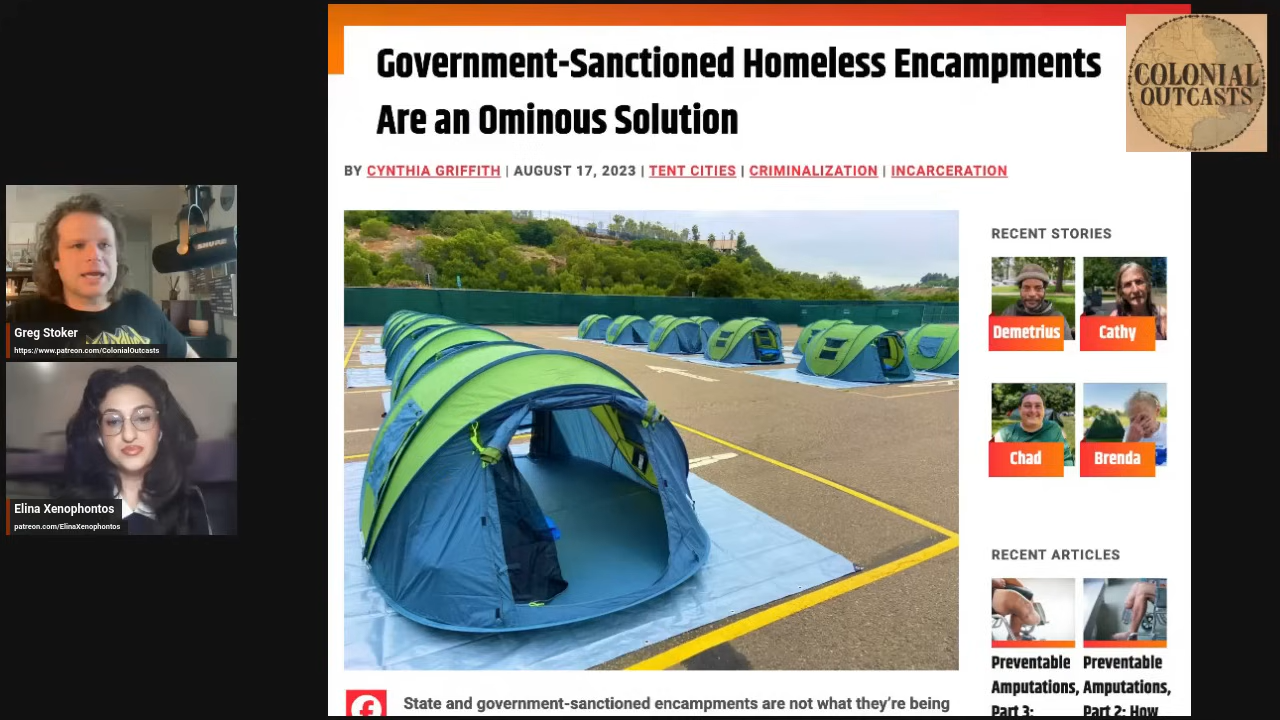 Government-Sanctioned Homeless Encampments
Are an Ominous Solution
BY CYNTHIA GRIFFITH | AUGUST 17, 2023 | TENT CITIES | CRIMINALIZATION | INCARCERATION
COLONIAL
OUTCASTS
SHURE
Greg Stoker
https://www.patreon.com/ColonialOutcasts
Elina Xenophontos
patreon.com/ElinaXenophontos
RECENT STORIES
Demetrius
Cathy
Chad
Brenda
RECENT ARTICLES
Preventable
Amputations,
Part 3:
Preventable
Amputations,
Part 2: How
State and government-sanctioned encampments are not what they're being